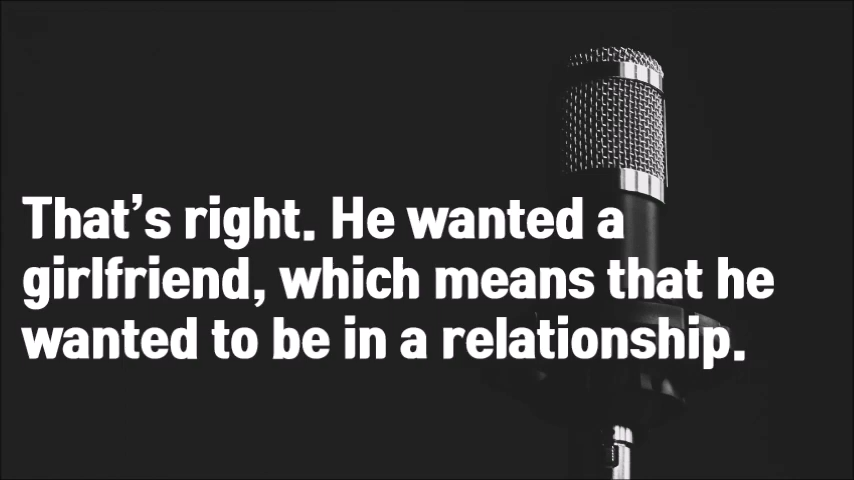 That’s right. He wanted a
girlfriend, which means that he
wanted to be in a relationship.